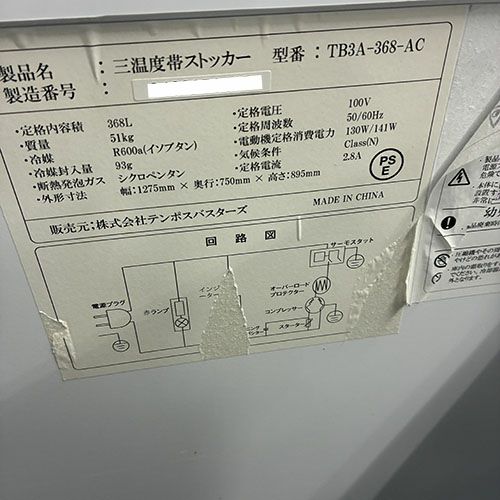 製品名 : 三温度帯ストッカー 型番 : TB3A-368-AC
製造番号 :
・定格内容積 368L
・質量 51kg
・冷媒 R600a(イソブタン)
・冷媒封入量 93g
・断熱発泡ガス シクロペンタン
・外形寸法 幅:1275mm × 奥行:750mm × 高さ:895mm
・定格電圧 100V
・定格周波数 50/60Hz
・電動機定格消費電力 130W/141W
・気候条件 Class(N)
・定格電流 2.8A
PS
E
販売元:株式会社テンポスバスターズ MADE IN CHINA
回路図
サーモスタット
電源プラグ
赤ランプ
インジ
ーター
オーバーロード
プロテクター
コンプレッサー
スターター